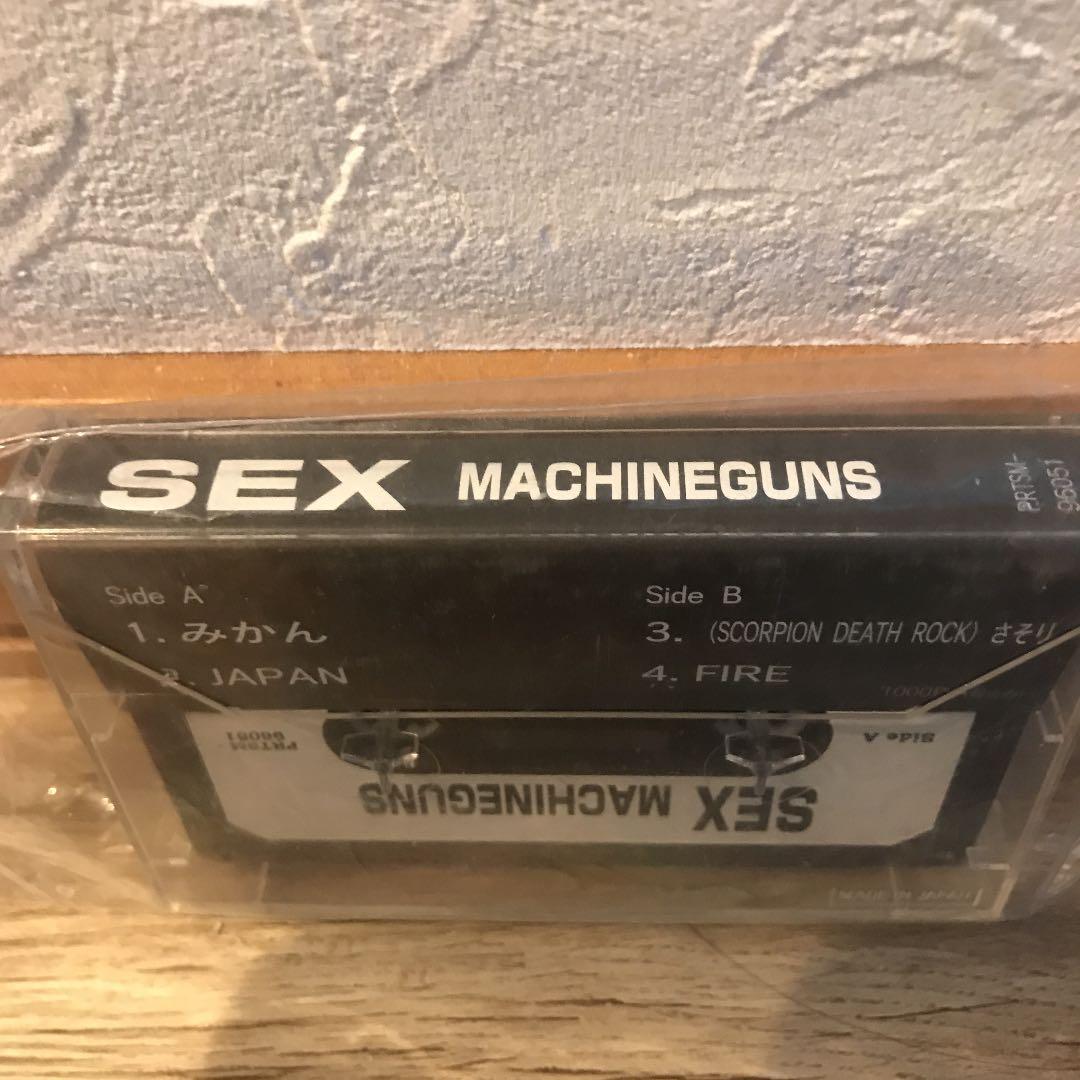 SEX MACHINEGUNS
PRTSM-
96051
Side A
1. みかん
2. JAPAN
Side B
3. (SCORPION DEATH ROCK) さそり
4. FIRE
Side A
PRTSM
96051
SEX MACHINEGUNS
MADE IN JAPAN